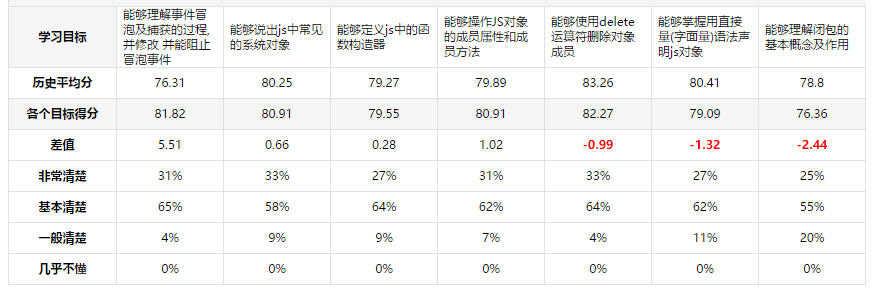 学习目标 能够理解事件冒泡及捕获的过程,并修改 并能阻止冒泡事件 能够说出js中常见的系统对象 能够定义js中的函数构造器 能够操作JS对象的成员属性和成员方法 能够使用delete运算符删除对象成员 能够掌握用直接量(字面量)语法声明js对象 能够理解闭包的基本概念及作用
历史平均分 76.31 80.25 79.27 79.89 83.26 80.41 78.8
各个目标得分 81.82 80.91 79.55 80.91 82.27 79.09 76.36
差值 5.51 0.66 0.28 1.02 -0.99 -1.32 -2.44
非常清楚 31% 33% 27% 31% 33% 27% 25%
基本清楚 65% 58% 64% 62% 64% 62% 55%
一般清楚 4% 9% 9% 7% 4% 11% 20%
几乎不懂 0% 0% 0% 0% 0% 0% 0%